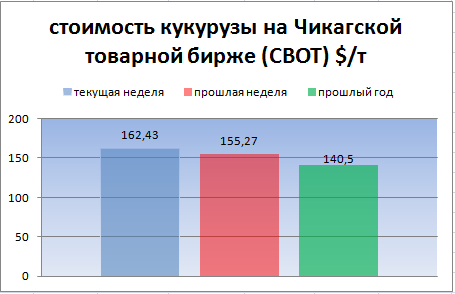 стоимость кукурузы на Чикагской
товарной бирже (СВОТ) $/т
текущая неделя прошлая неделя прошлый год
200
162,43
155,27
140,5
150
100
50
0